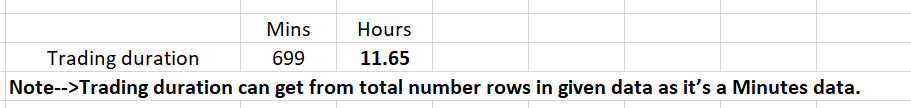 Mins Hours
Trading duration 699 11.65
Note-->Trading duration can get from total number rows in given data as it’s a Minutes data.